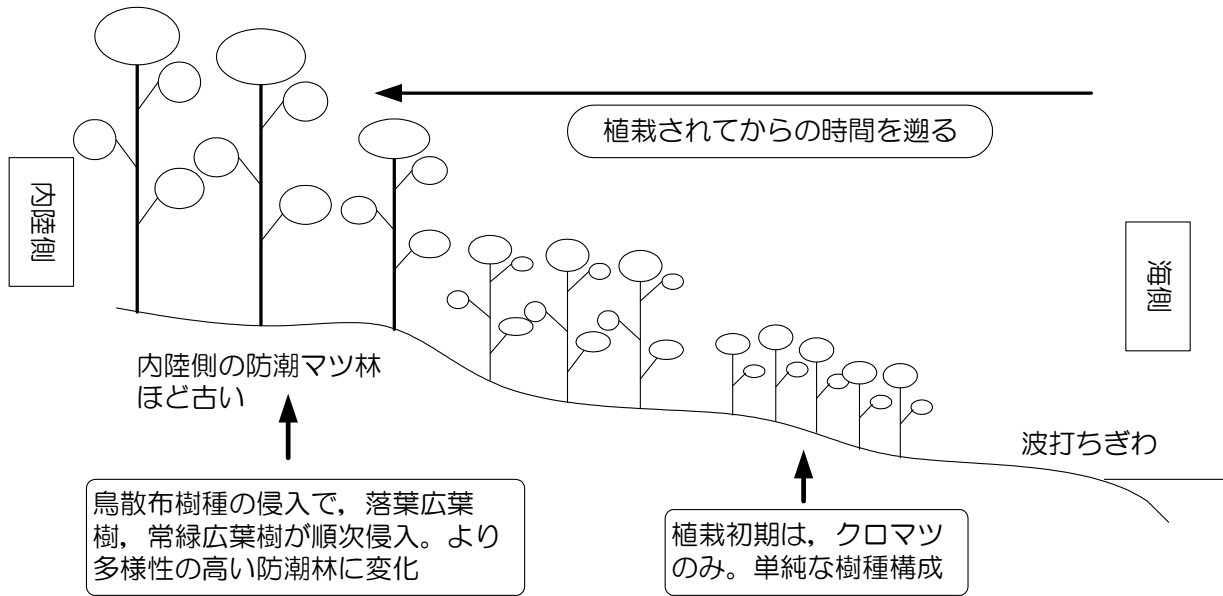 植栽されてからの時間を遡る
内陸側
海側
内陸側の防潮マツ林
ほど古い
波打ちぎわ
鳥散布樹種の侵入で，落葉広葉
樹，常緑広葉樹が順次侵入。より
多様性の高い防潮林に変化
植栽初期は，クロマツ
のみ。単純な樹種構成